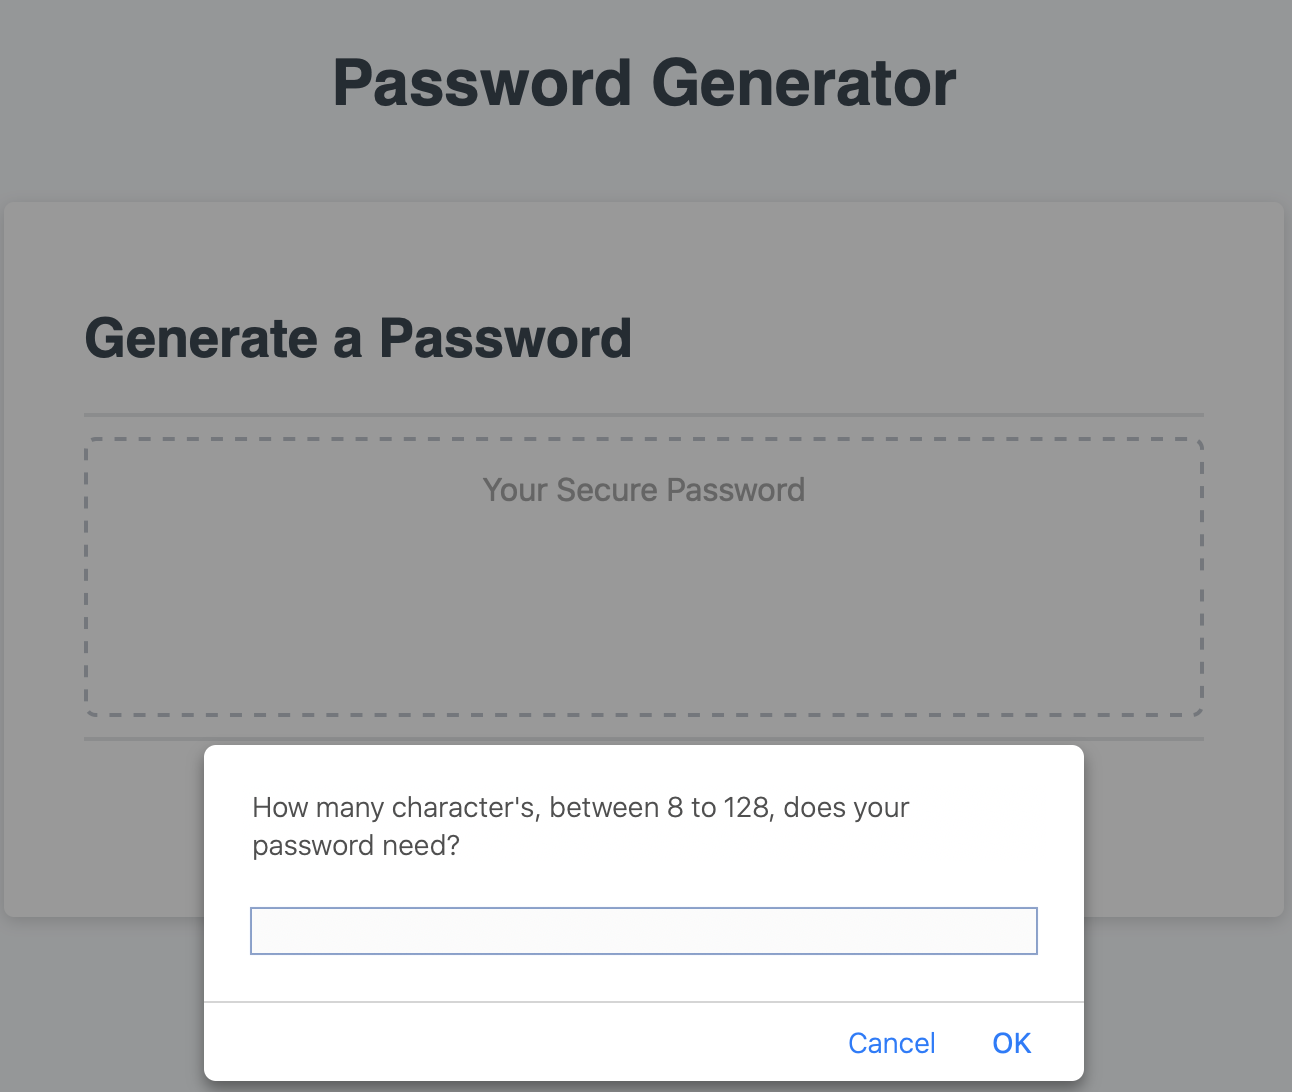 Password Generator
Generate a Password
Your Secure Password
How many character's, between 8 to 128, does your
password need?
Cancel OK